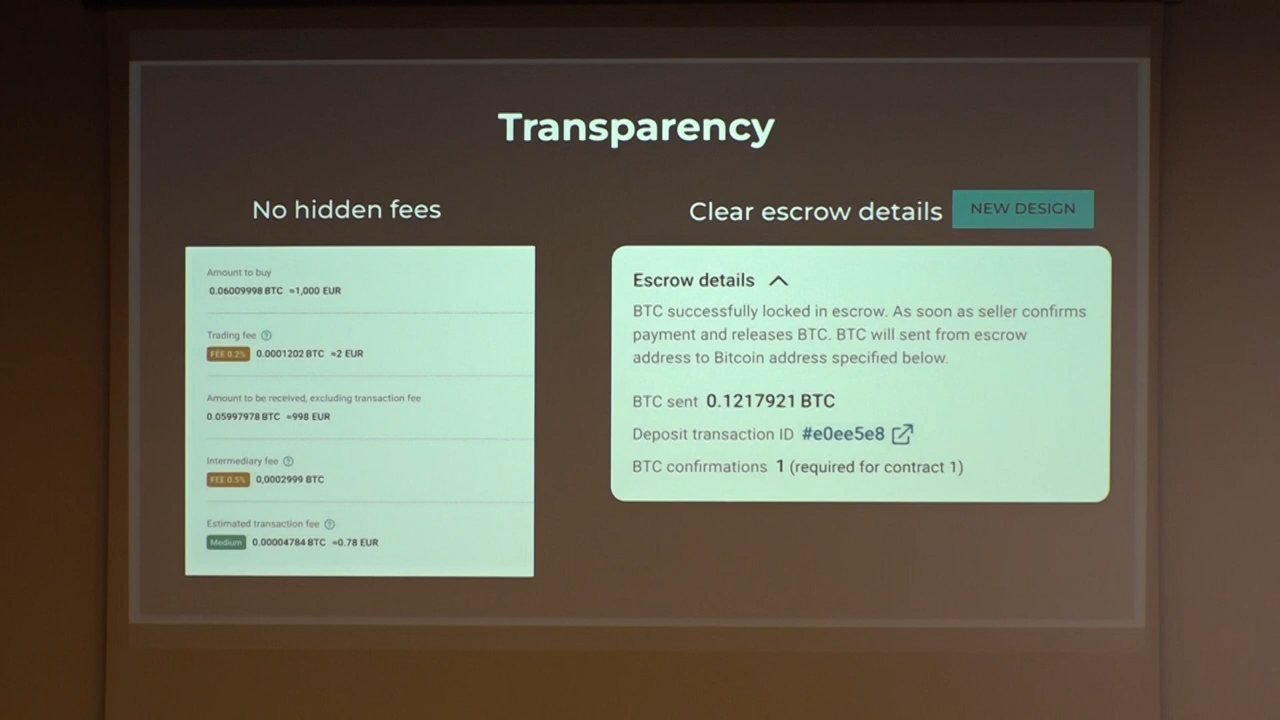 Transparency
No hidden fees
Amount to buy
0.06009998 BTC ≈1,000 EUR
Trading fee ?
FEE 0.2% 0.0001202 BTC ≈2 EUR
Amount to be received, excluding transaction fee
0.05997978 BTC ≈998 EUR
Intermediary fee ?
FEE 0.5% 0,0002999 BTC
Estimated transaction fee ?
Medium 0.00004784 BTC ≈0.78 EUR
Clear escrow details NEW DESIGN
Escrow details
BTC successfully locked in escrow. As soon as seller confirms
payment and releases BTC. BTC will sent from escrow
address to Bitcoin address specified below.
BTC sent 0.1217921 BTC
Deposit transaction ID #e0ee5e8
BTC confirmations 1 (required for contract 1)